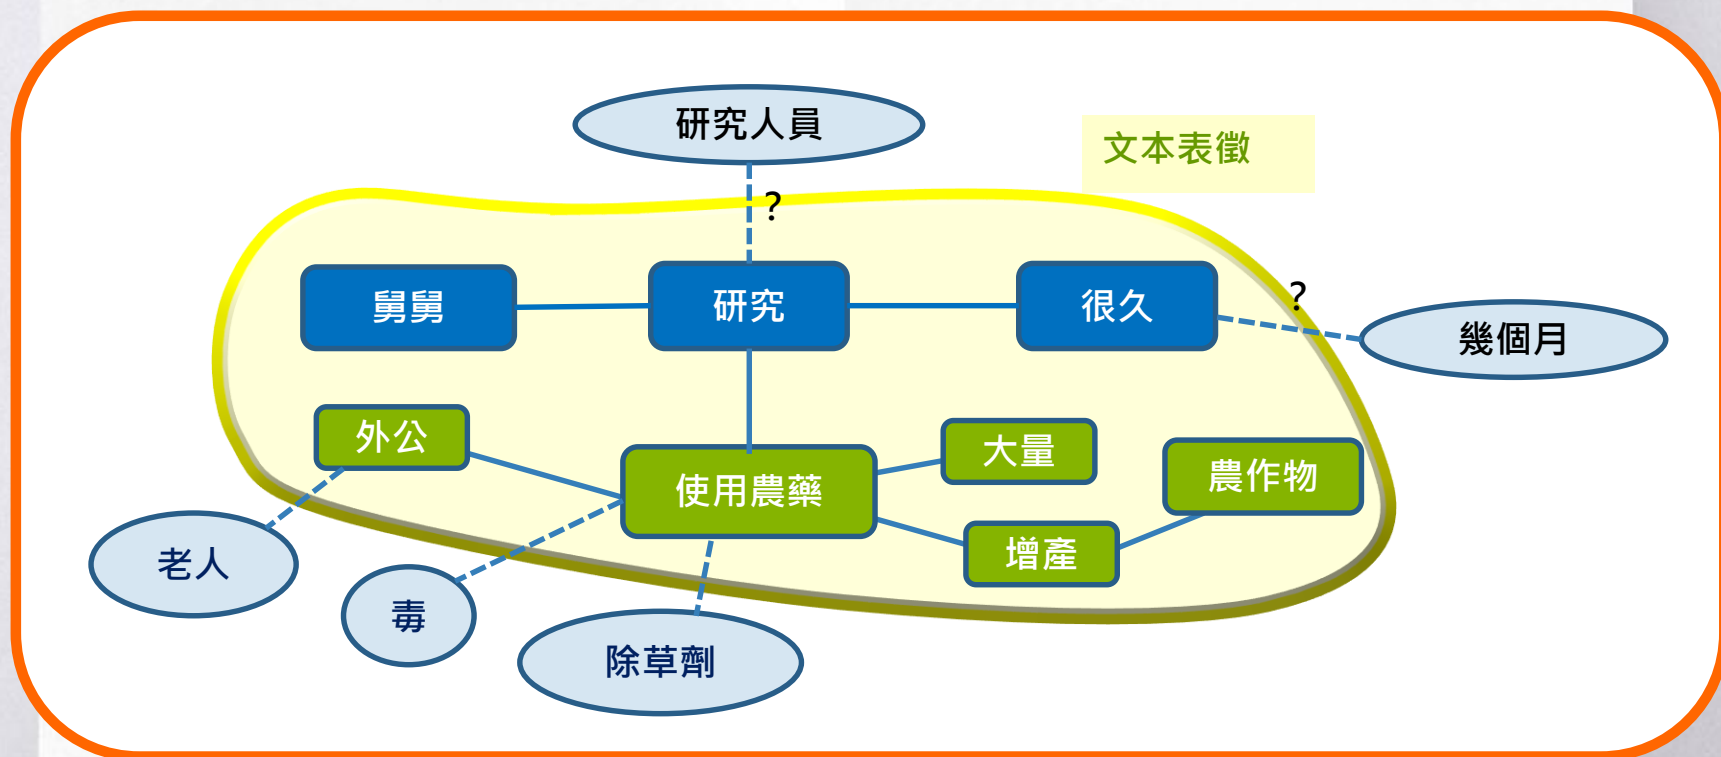 研究人員
文本表徵
?
舅舅
研究
很久
?
幾個月
外公
大量
使用農藥
農作物
增產
老人
毒
除草劑